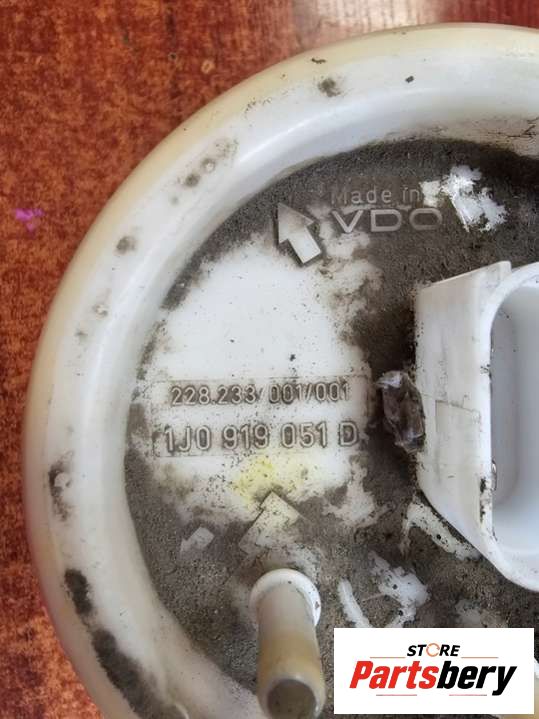 Made in
VDO
228.233/001/001
1J0 919 051 D
STORE
Partsbery